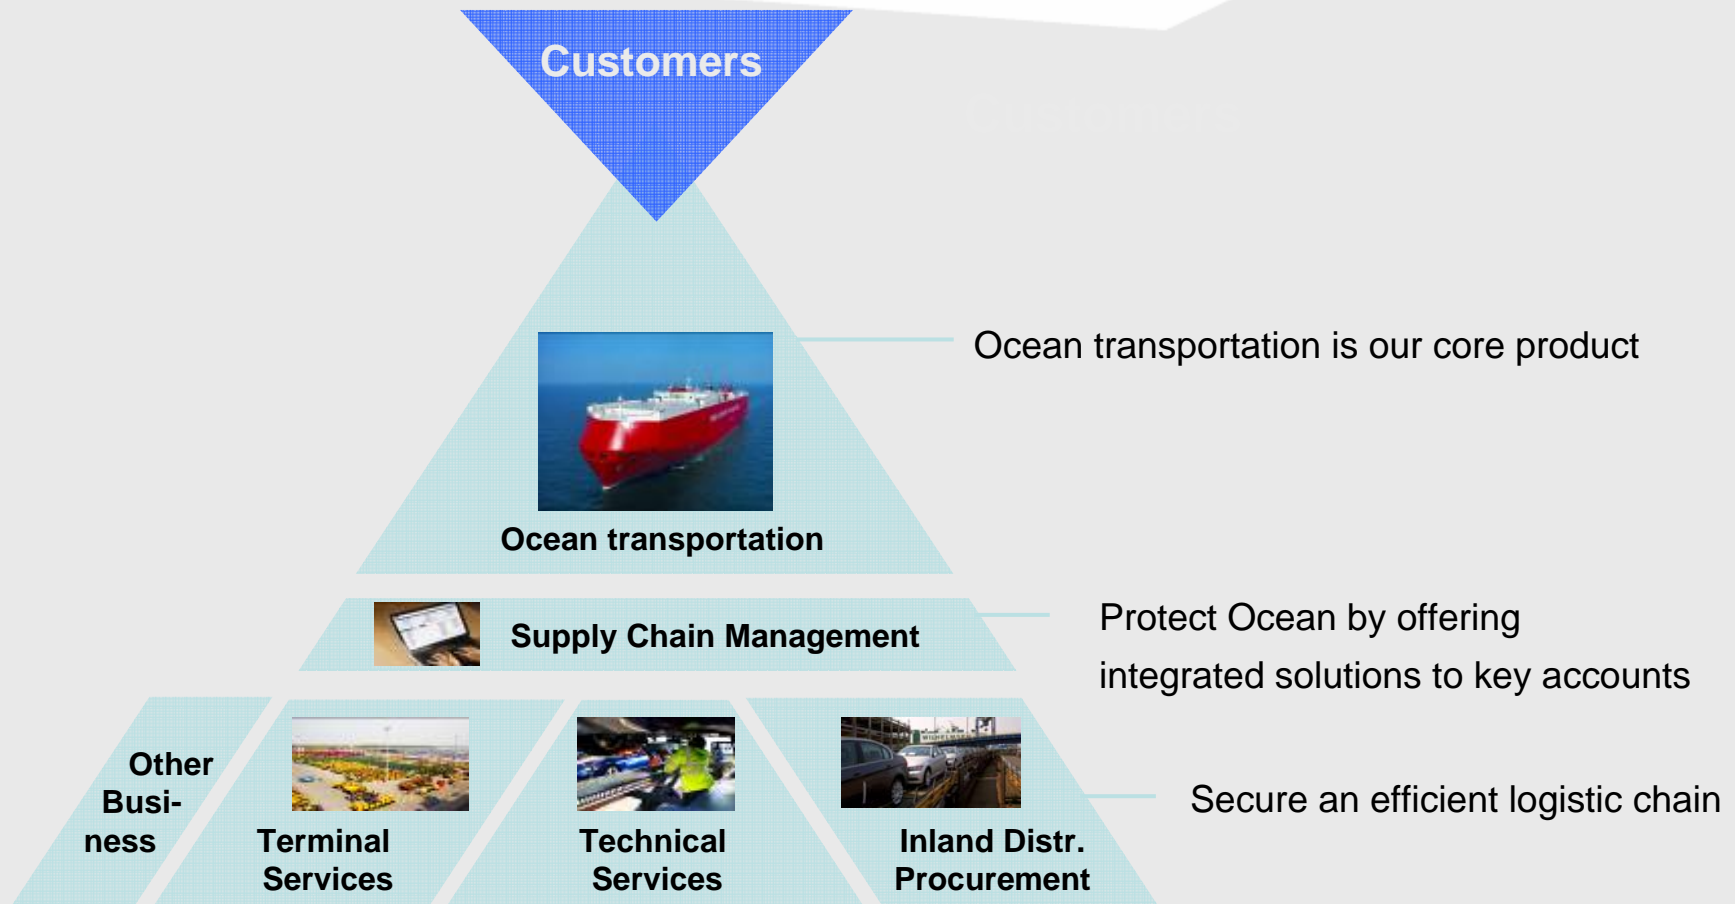 Customers
Customers
Ocean transportation is our core product
Ocean transportation
Protect Ocean by offering
integrated solutions to key accounts
Supply Chain Management
Secure an efficient logistic chain
Other
Busi-
ness
Terminal
Services
Technical
Services
Inland Distr.
Procurement